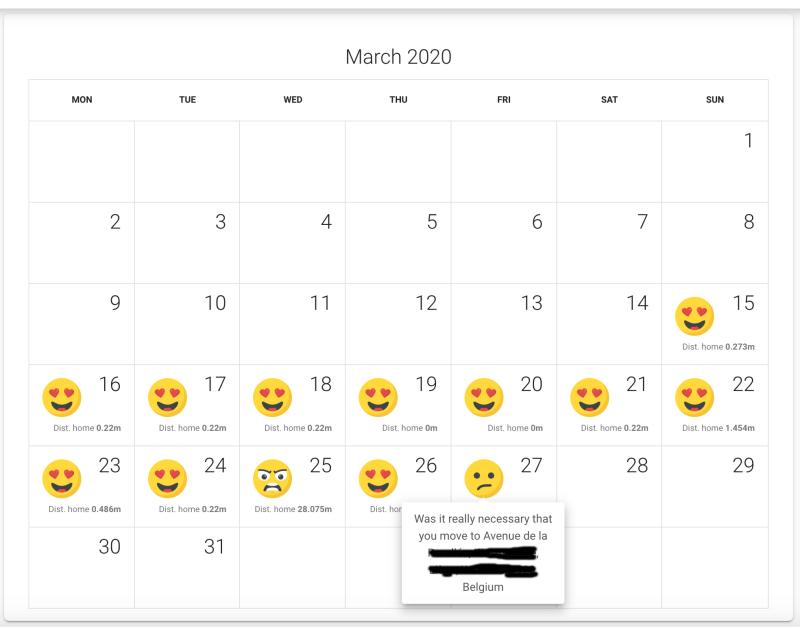 March 2020
MON TUE WED THU FRI SAT SUN
1
2 3 4 5 6 7 8
9 10 11 12 13 14 15
Dist. home 0.273m
16 17 18 19 20 21 22
Dist. home 0.22m Dist. home 0.22m Dist. home 0.22m Dist. home 0m Dist. home 0m Dist. home 0.22m Dist. home 1.454m
23 24 25 26 27 28 29
Dist. home 0.486m Dist. home 0.22m Dist. home 28.075m Dist.
Was it really necessary that
you move to Avenue de la
Belgium
30 31